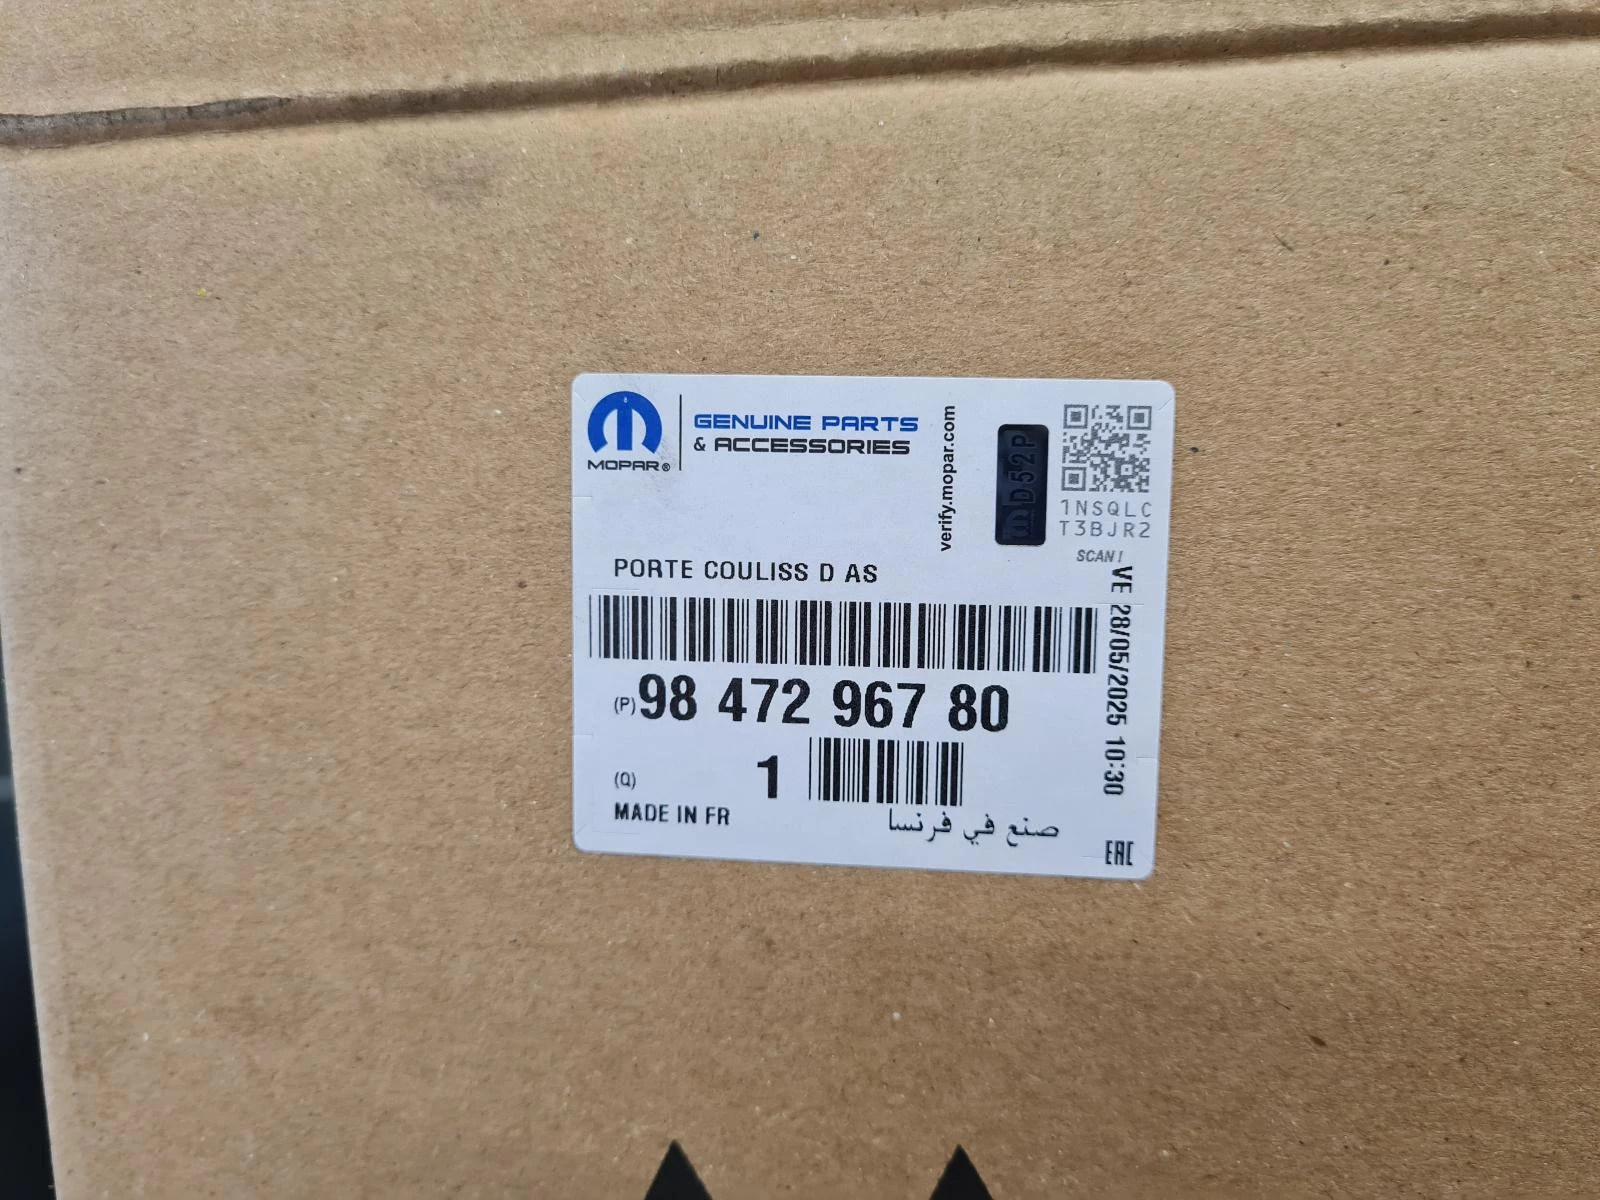 MOPAR®
GENUINE PARTS
& ACCESSORIES
verify.mopar.com
D52P
1NSQLC
T3BJR2
SCAN!
PORTE COULISS D AS
(P) 98 472 967 80
(Q) 1
MADE IN FR
صنع في فرنسا
VE 28/05/2025 10:30
EAC